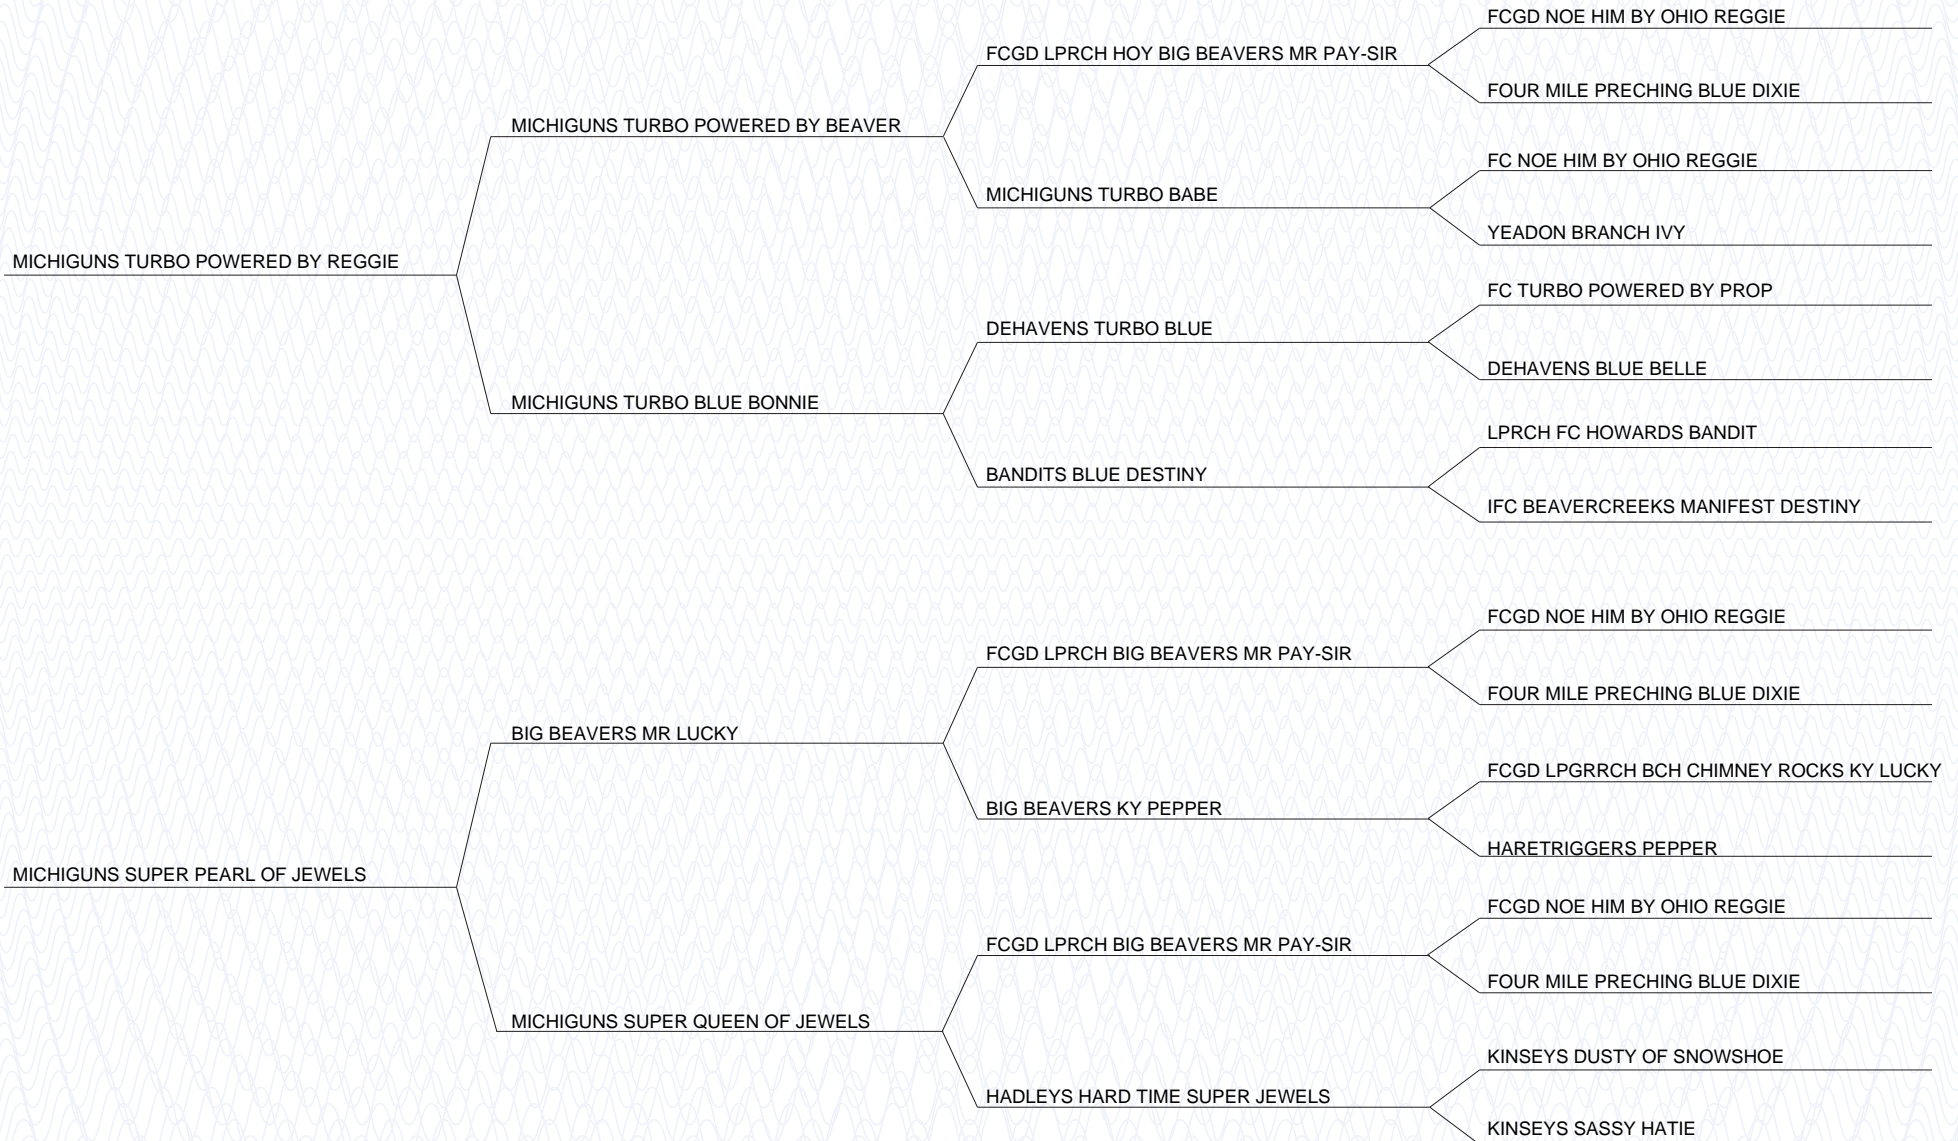 FCGD NOE HIM BY OHIO REGGIE
FCGD LPRCH HOY BIG BEAVERS MR PAY-SIR
FOUR MILE PRECHING BLUE DIXIE
MICHIGUNS TURBO POWERED BY BEAVER
FC NOE HIM BY OHIO REGGIE
MICHIGUNS TURBO BABE
YEADON BRANCH IVY
MICHIGUNS TURBO POWERED BY REGGIE
FC TURBO POWERED BY PROP
DEHAVENS TURBO BLUE
DEHAVENS BLUE BELLE
MICHIGUNS TURBO BLUE BONNIE
LPRCH FC HOWARDS BANDIT
BANDITS BLUE DESTINY
IFC BEAVERCREEKS MANIFEST DESTINY
FCGD NOE HIM BY OHIO REGGIE
FCGD LPRCH BIG BEAVERS MR PAY-SIR
FOUR MILE PRECHING BLUE DIXIE
BIG BEAVERS MR LUCKY
FCGD LPGRRCH BCH CHIMNEY ROCKS KY LUCKY
BIG BEAVERS KY PEPPER
HARETRIGGERS PEPPER
MICHIGUNS SUPER PEARL OF JEWELS
FCGD NOE HIM BY OHIO REGGIE
FCGD LPRCH BIG BEAVERS MR PAY-SIR
FOUR MILE PRECHING BLUE DIXIE
MICHIGUNS SUPER QUEEN OF JEWELS
KINSEYS DUSTY OF SNOWSHOE
HADLEYS HARD TIME SUPER JEWELS
KINSEYS SASSY HATIE